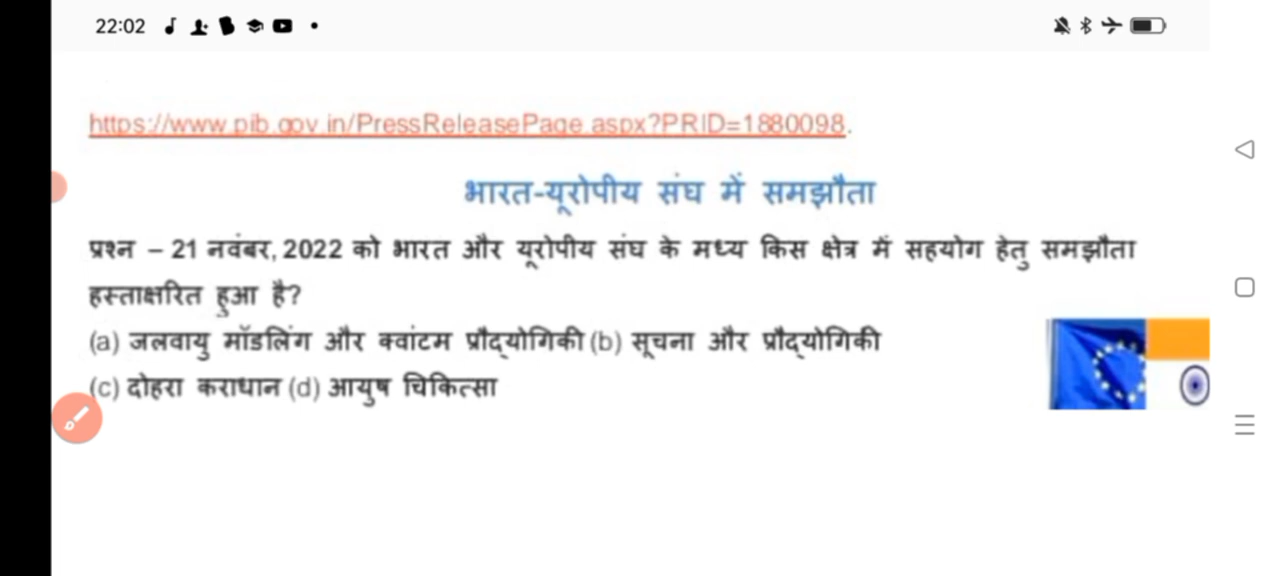 22:02
https://www.pib.gov.in/PressReleasePage.aspx?PRID=1880098.
भारत-यूरोपीय संघ में समझौता
प्रश्न – 21 नवंबर, 2022 को भारत और यूरोपीय संघ के मध्य किस क्षेत्र में सहयोग हेतु समझौता
हस्ताक्षरित हुआ है?
(a) जलवायु मॉडलिंग और क्वांटम प्रौद्योगिकी (b) सूचना और प्रौद्योगिकी
(c) दोहरा कराधान (d) आयुष चिकित्सा